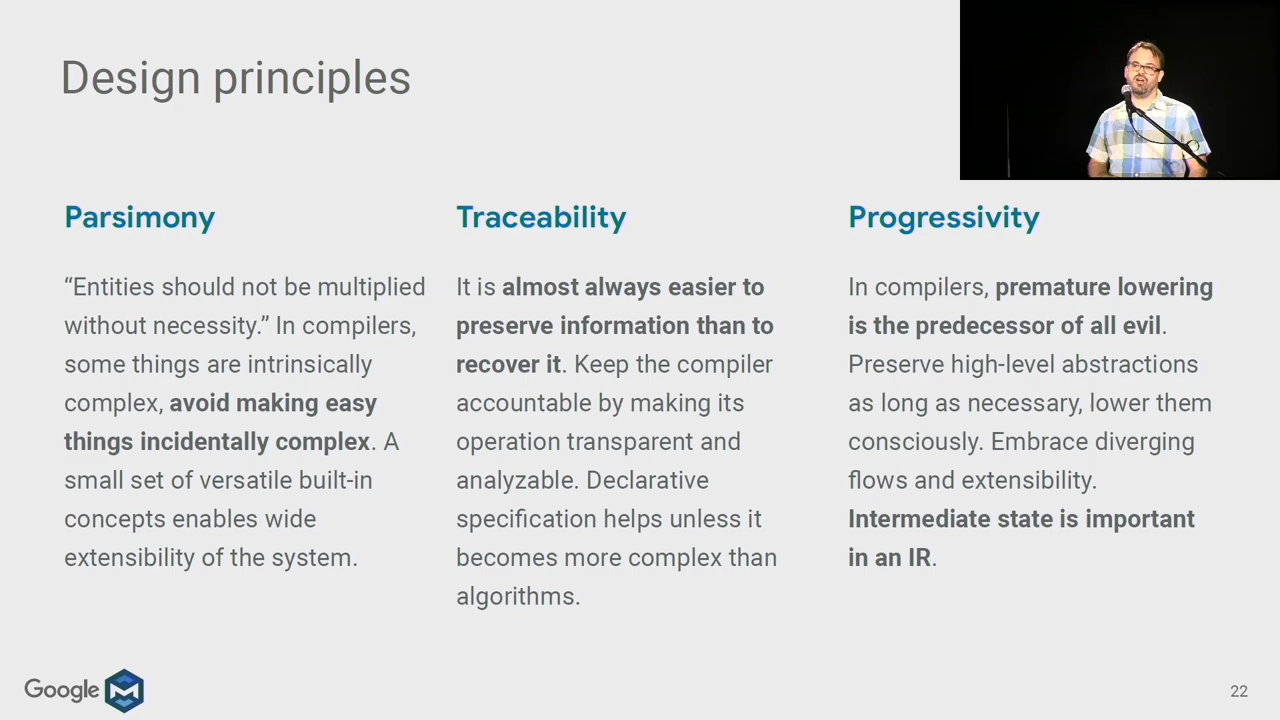 Design principles
Parsimony
“Entities should not be multiplied
without necessity.” In compilers,
some things are intrinsically
complex, avoid making easy
things incidentally complex. A
small set of versatile built-in
concepts enables wide
extensibility of the system.
Traceability
It is almost always easier to
preserve information than to
recover it. Keep the compiler
accountable by making its
operation transparent and
analyzable. Declarative
specification helps unless it
becomes more complex than
algorithms.
Progressivity
In compilers, premature lowering
is the predecessor of all evil.
Preserve high-level abstractions
as long as necessary, lower them
consciously. Embrace diverging
flows and extensibility.
Intermediate state is important
in an IR.
Google
22